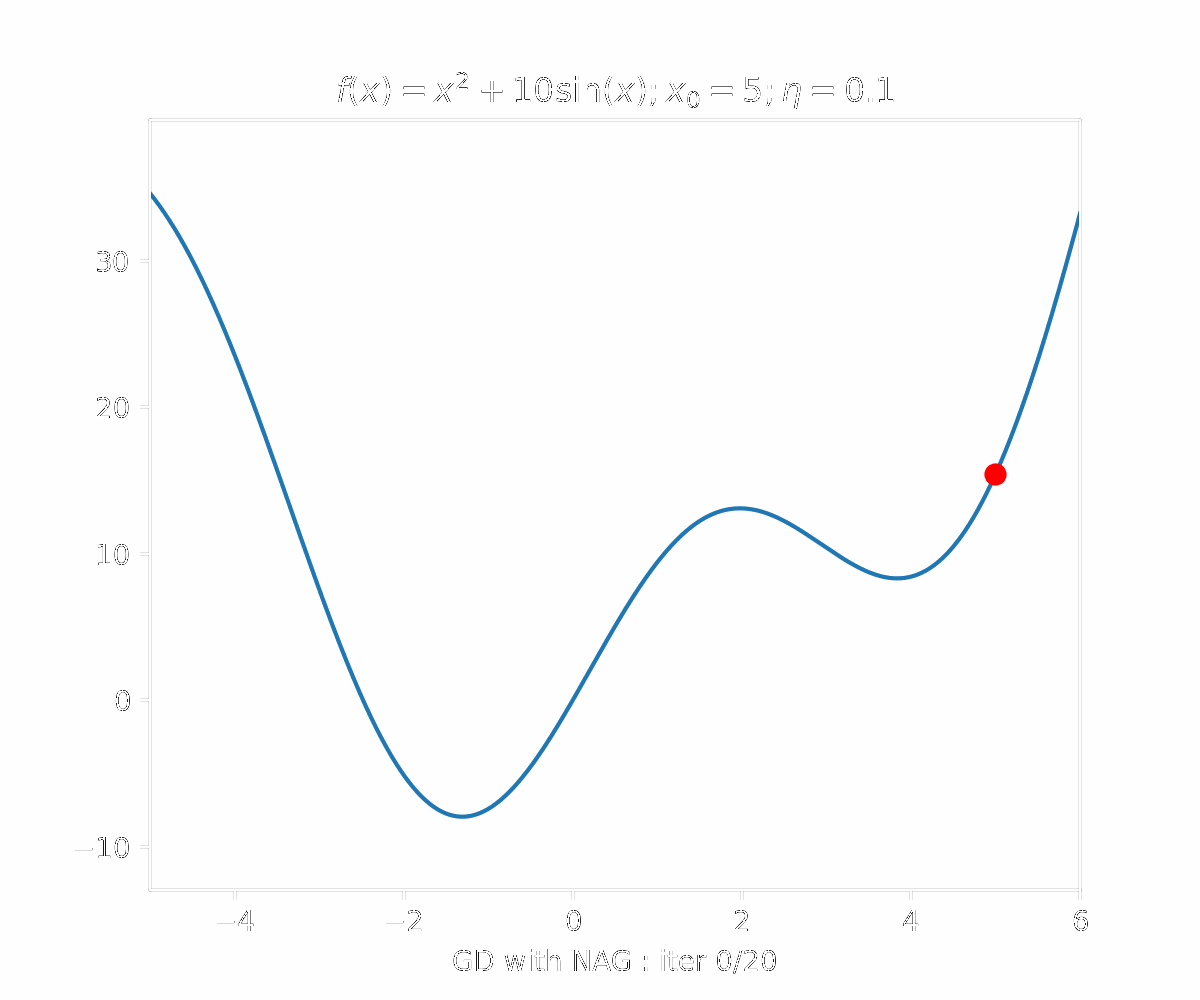 f(x) = x² + 10sin(x); x₀ = 5; η = 0.1
30
20
10
0
−10
−4 −2 0 2 4 6
GD with NAG : iter 0/20